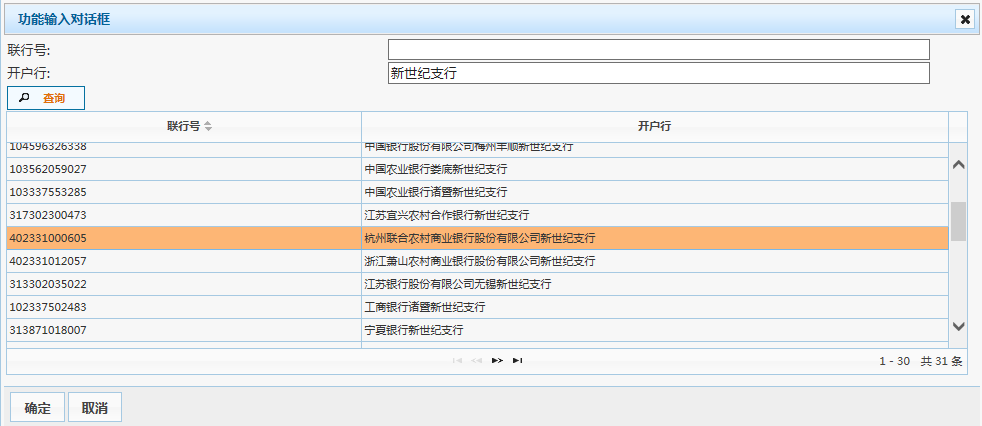 功能输入对话框
联行号:
开户行: 新世纪支行
查询
联行号 开户行
104596326338 中国银行股份有限公司梅州丰顺新世纪支行
103562059027 中国农业银行娄底新世纪支行
103337553285 中国农业银行诸暨新世纪支行
317302300473 江苏宜兴农村合作银行新世纪支行
402331000605 杭州联合农村商业银行股份有限公司新世纪支行
402331012057 浙江萧山农村商业银行股份有限公司新世纪支行
313302035022 江苏银行股份有限公司无锡新世纪支行
102337502483 工商银行诸暨新世纪支行
313871018007 宁夏银行新世纪支行
1 - 30 共 31 条
确定 取消